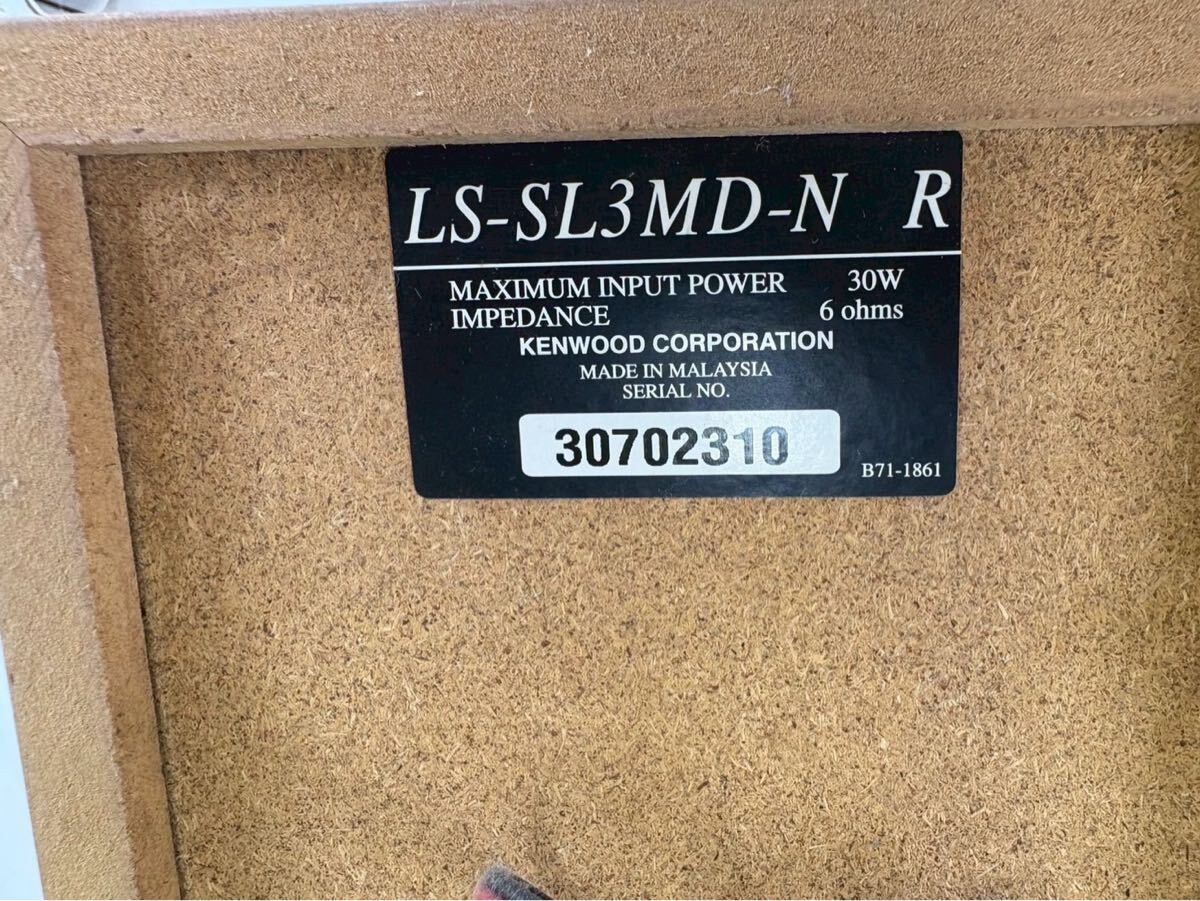 LS-SL3MD-N R
MAXIMUM INPUT POWER 30W
IMPEDANCE 6 ohms
KENWOOD CORPORATION
MADE IN MALAYSIA
SERIAL NO.
30702310
B71-1861